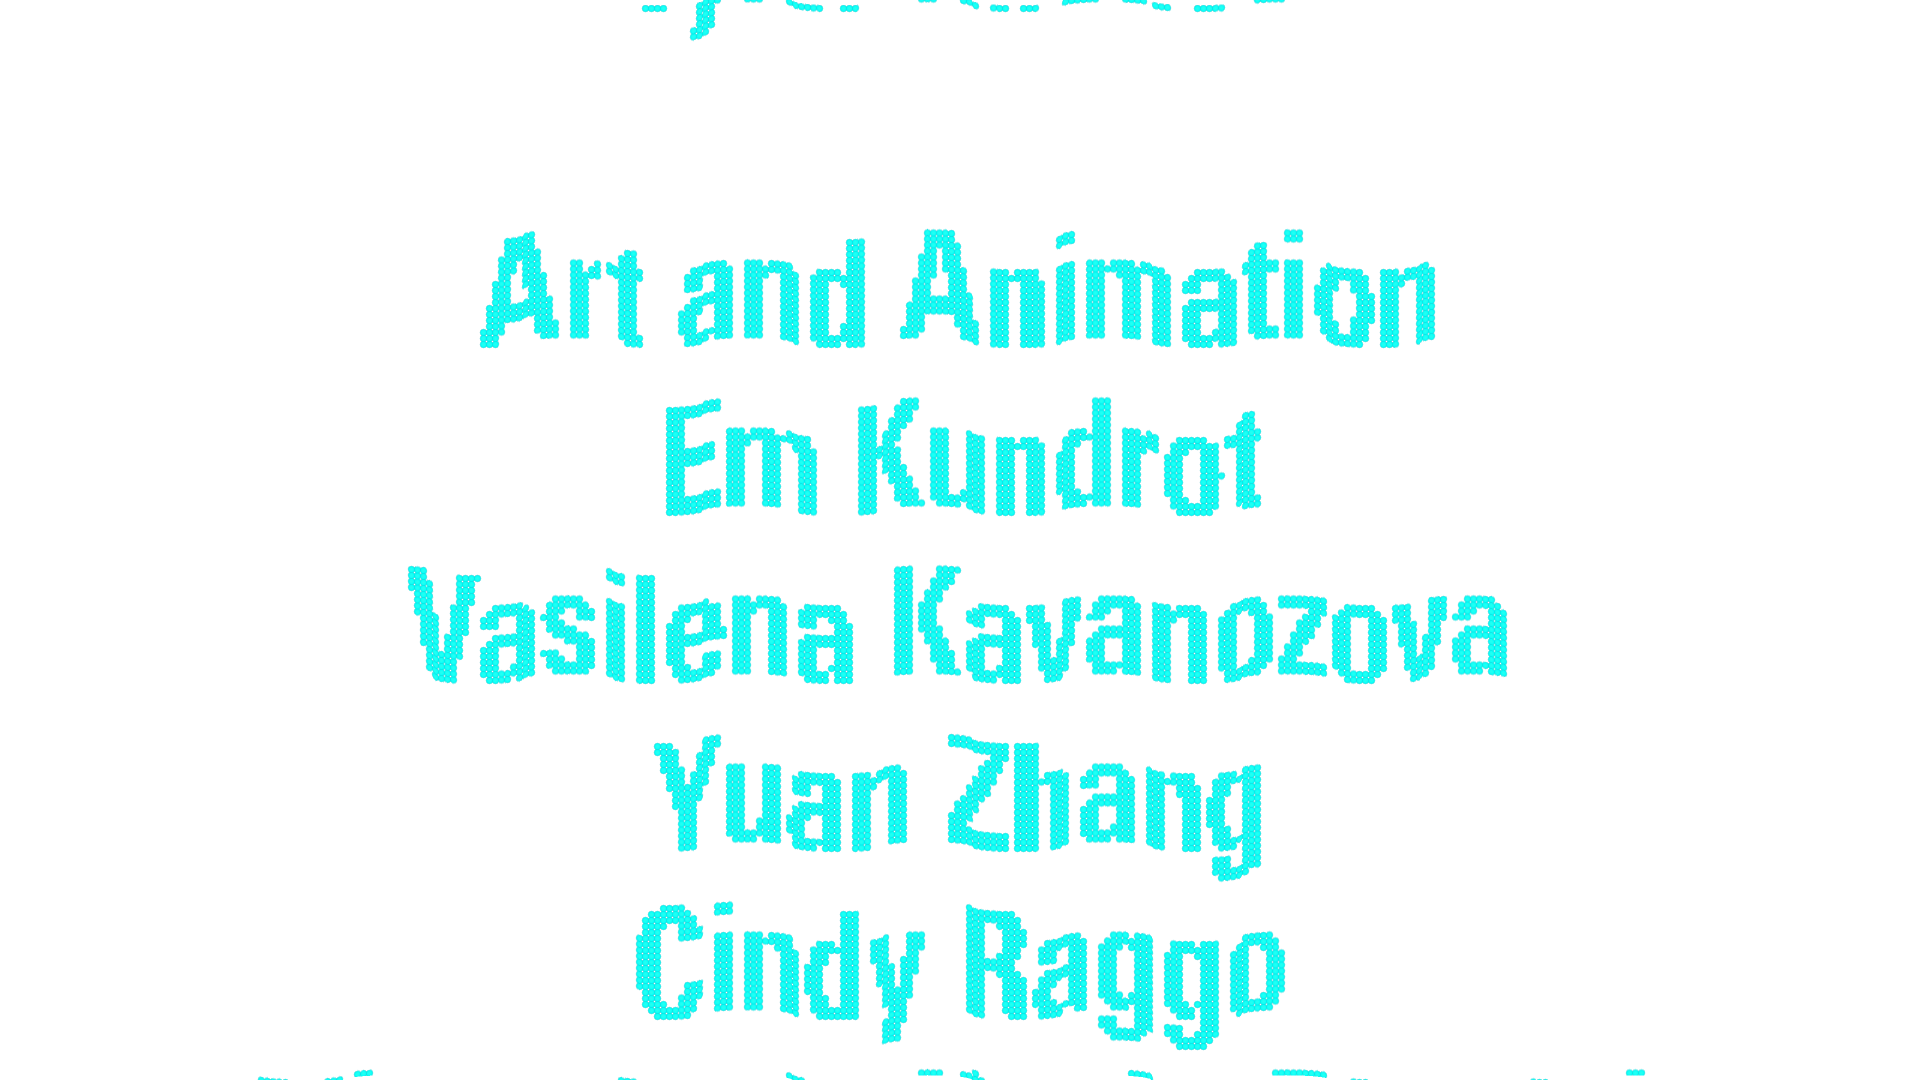 Art and Animation
Em Kundrot
Vasilena Kavanozova
Yuan Zhang
Cindy Raggo